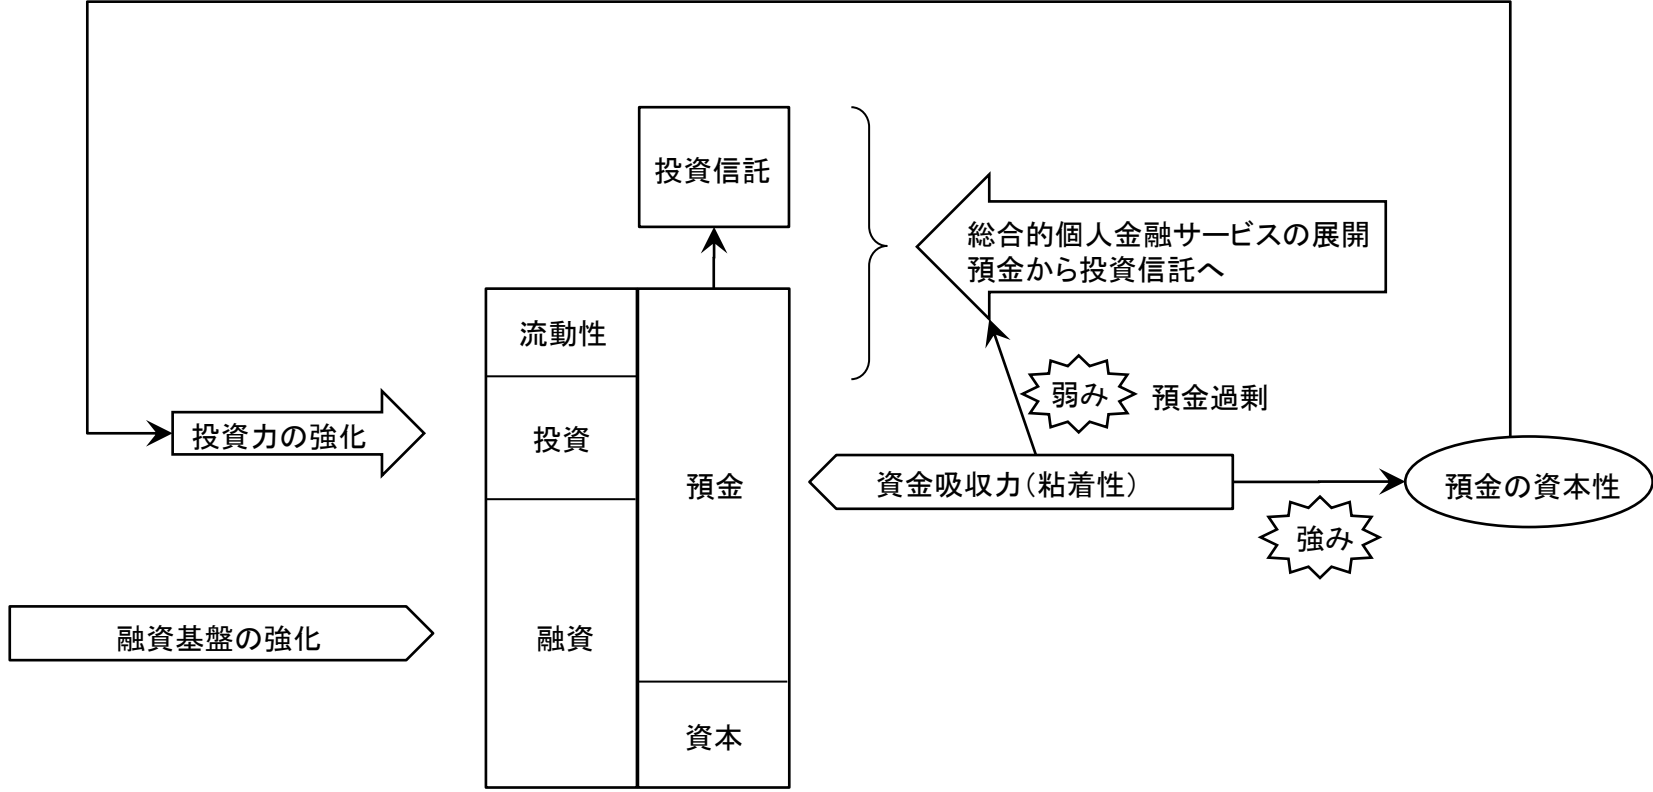 投資信託
総合的個人金融サービスの展開
預金から投資信託へ
流動性
弱み
預金過剰
投資力の強化
投資
預金
資金吸収力（粘着性）
預金の資本性
強み
融資基盤の強化
融資
資本